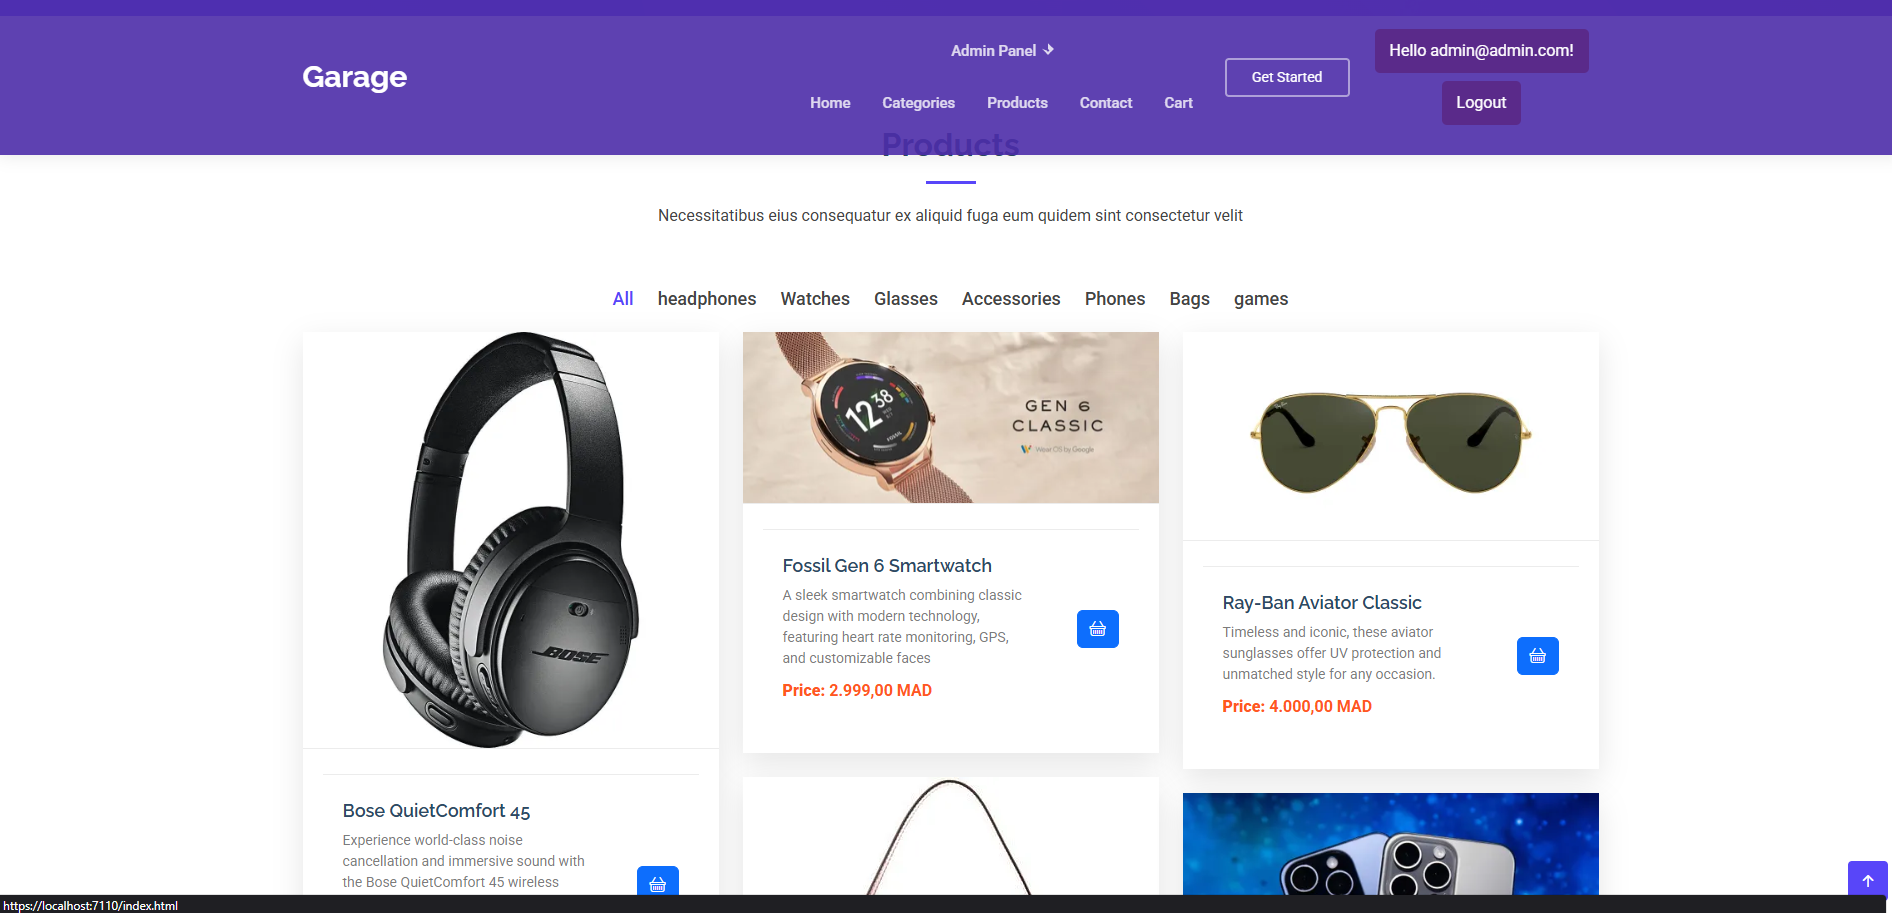 Garage
Admin Panel
Home Categories Products Contact Cart
Get Started
Hello admin@admin.com!
Logout
Products
Necessitatibus eius consequatur ex aliquid fuga eum quidem sint consectetur velit
All headphones Watches Glasses Accessories Phones Bags games
BOSE
Bose QuietComfort 45
Experience world-class noise
cancellation and immersive sound with
the Bose QuietComfort 45 wireless
12 38
FOSSIL
GEN 6
CLASSIC
Wear OS by Google
Fossil Gen 6 Smartwatch
A sleek smartwatch combining classic
design with modern technology,
featuring heart rate monitoring, GPS,
and customizable faces
Price: 2.999,00 MAD
Ray-Ban Aviator Classic
Timeless and iconic, these aviator
sunglasses offer UV protection and
unmatched style for any occasion.
Price: 4.000,00 MAD
https://localhost:7110/index.html